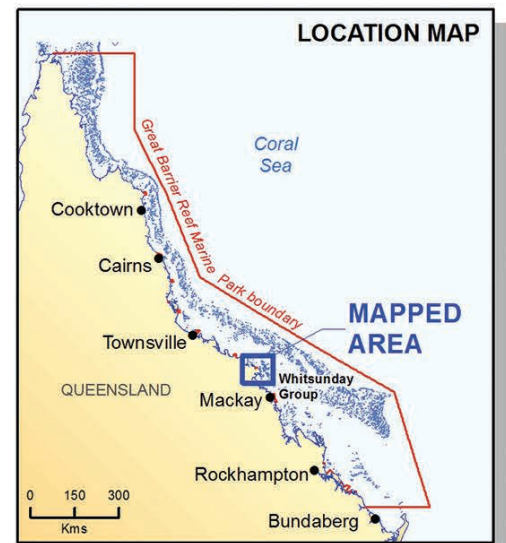 LOCATION MAP
Coral
Sea
Great Barrier Reef Marine Park boundary
Cooktown
Cairns
Townsville
MAPPED
AREA
QUEENSLAND
Whitsunday
Group
Mackay
Rockhampton
0 150 300
Kms
Bundaberg